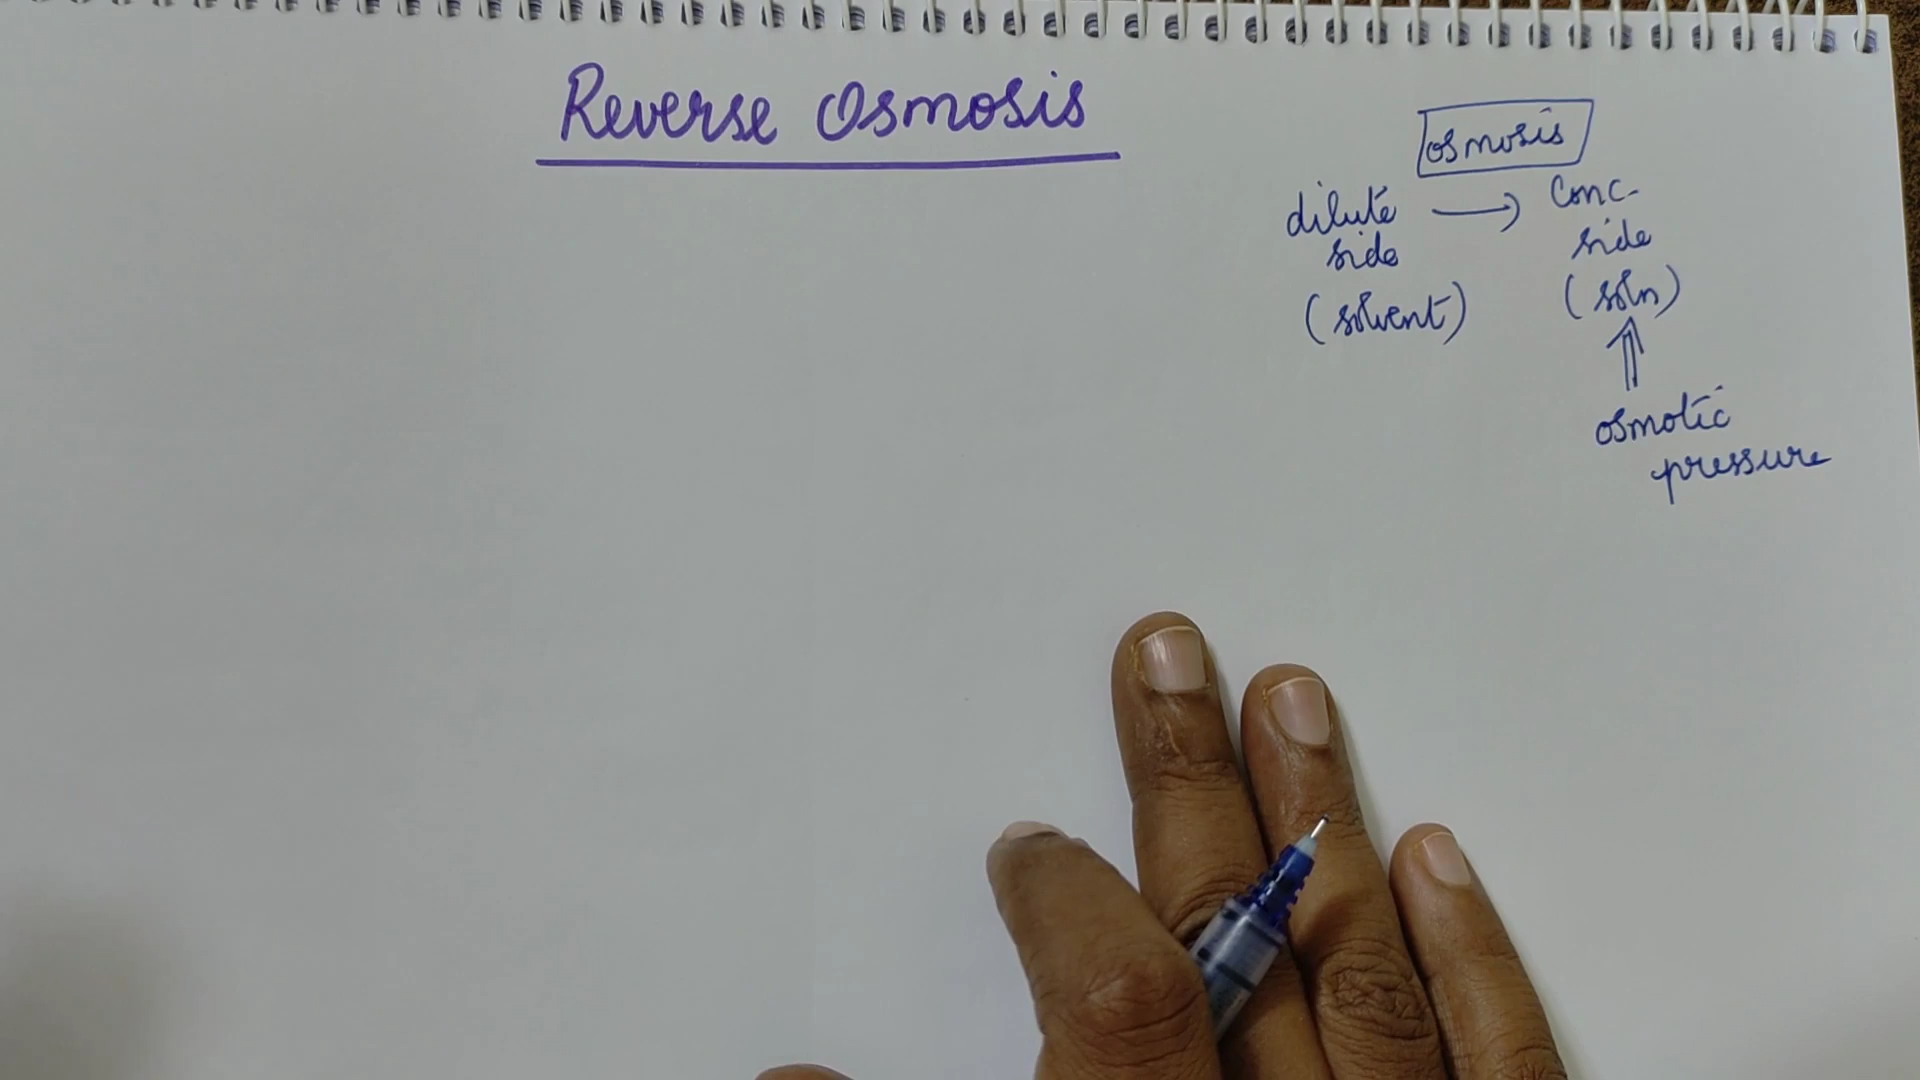 Reverse Osmosis
osmosis
dilute → Conc-
side side
(solvent) (soln)
⇑
osmotic
pressure